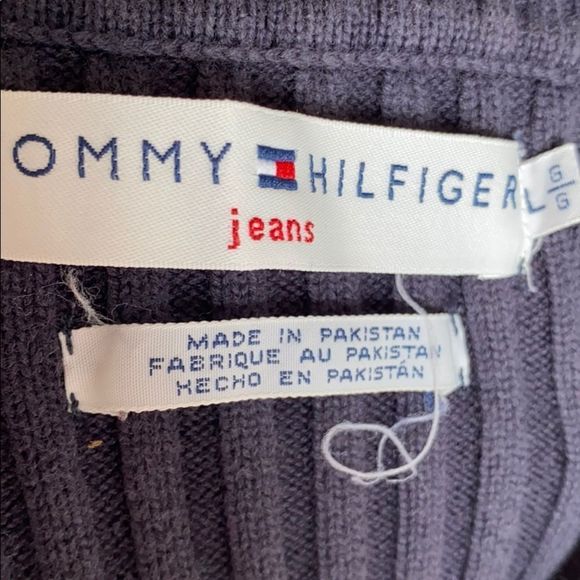 OMMY HILFIGER
jeans
L G/G
MADE IN PAKISTAN
FABRIQUE AU PAKISTAN
HECHO EN PAKISTÁN